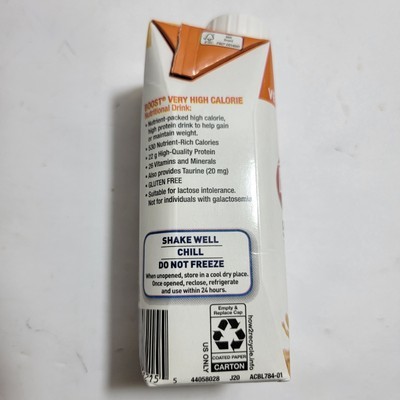 BOOST® VERY HIGH CALORIE
Nutritional Drink:
• Nutrient-packed high calorie,
high protein drink to help gain
or maintain weight.
• 530 Nutrient-Rich Calories
• 22 g High-Quality Protein
• 26 Vitamins and Minerals
• Also provides Taurine (20 mg)
• GLUTEN FREE
• Suitable for lactose intolerance.
Not for individuals with galactosemia
SHAKE WELL
CHILL
DO NOT FREEZE
When unopened, store in a cool dry place.
Once opened, reclose, refrigerate
and use within 24 hours.
Empty &
Replace Cap
COATED PAPER
CARTON
US ONLY
how2recycle.info
5
44058028 J20 ACBL784-01